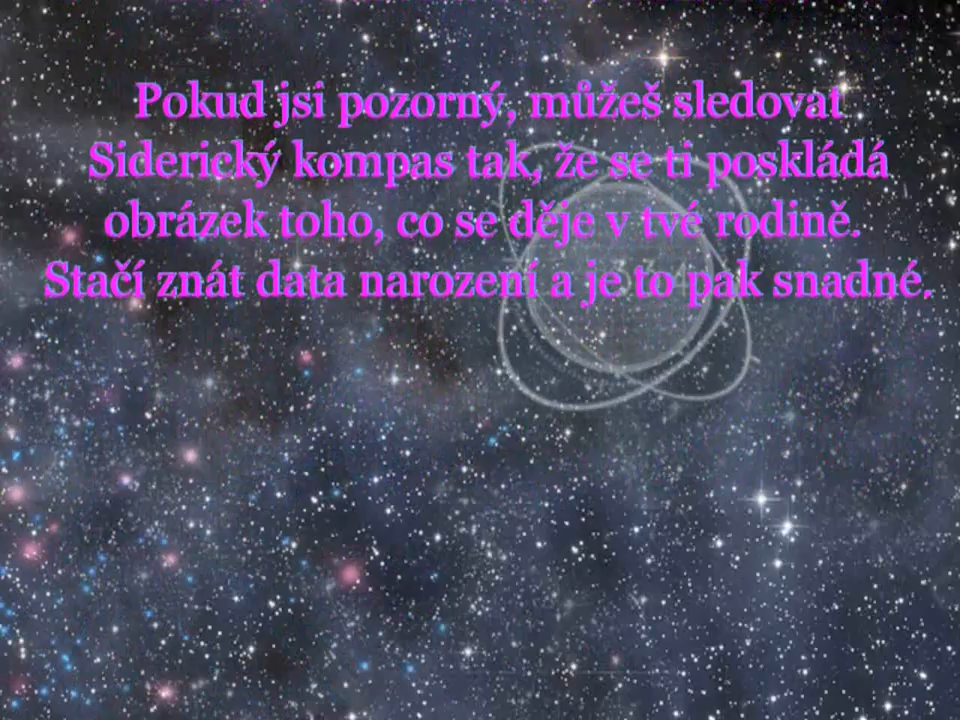 Pokud jsi pozorný, můžeš sledovat
Siderický kompas tak, že se ti poskládá
obrázek toho, co se děje v tvé rodině.
Stačí znát data narození a je to pak snadné.